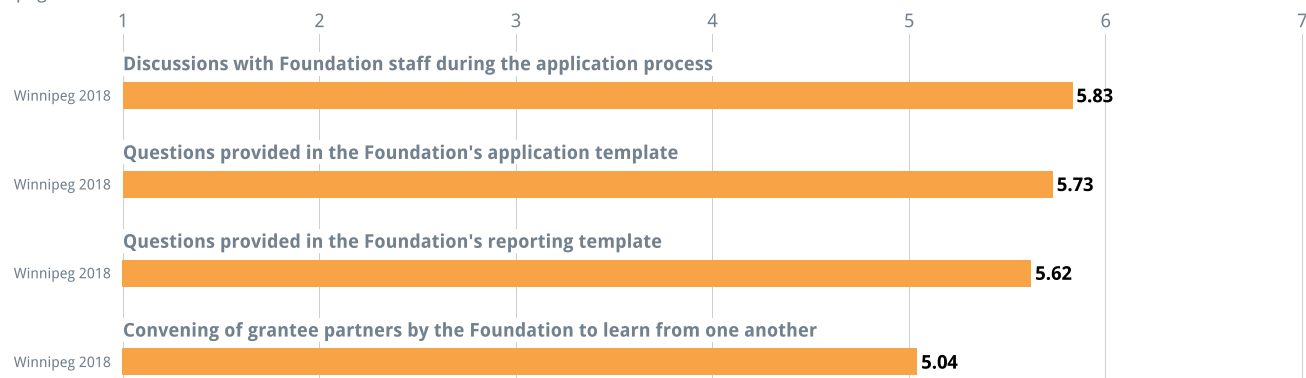 1 2 3 4 5 6 7
Discussions with Foundation staff during the application process
Winnipeg 2018 5.83
Questions provided in the Foundation's application template
Winnipeg 2018 5.73
Questions provided in the Foundation's reporting template
Winnipeg 2018 5.62
Convening of grantee partners by the Foundation to learn from one another
Winnipeg 2018 5.04